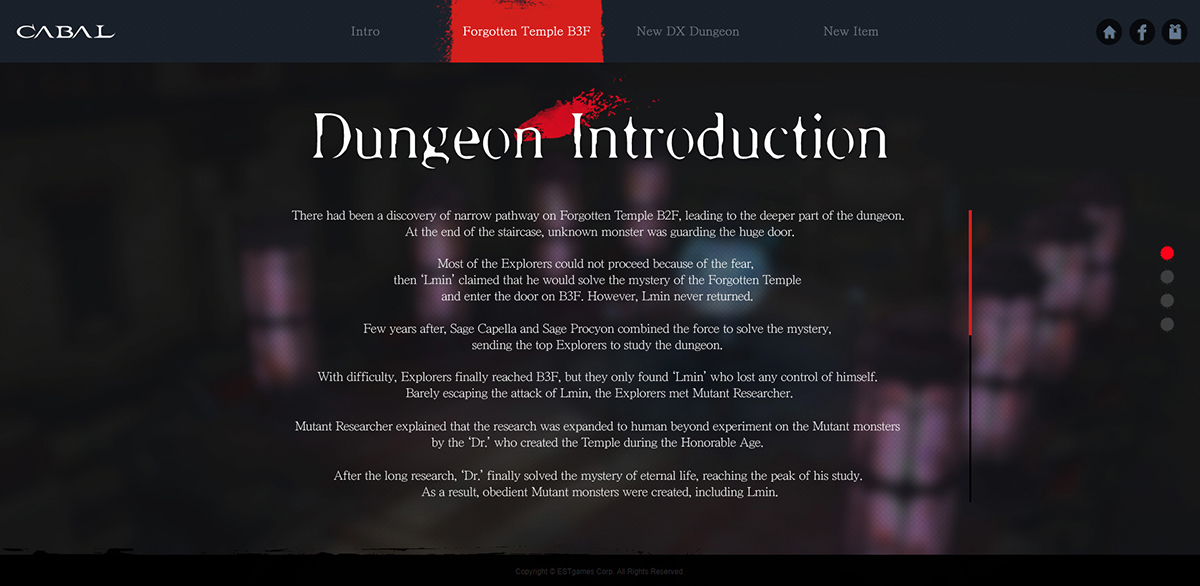 CABAL
Intro
Forgotten Temple B3F
New DX Dungeon
New Item
Dungeon Introduction
There had been a discovery of narrow pathway on Forgotten Temple B2F, leading to the deeper part of the dungeon.
At the end of the staircase, unknown monster was guarding the huge door.
Most of the Explorers could not proceed because of the fear,
then ‘Lmin’ claimed that he would solve the mystery of the Forgotten Temple
and enter the door on B3F. However, Lmin never returned.
Few years after, Sage Capella and Sage Procyon combined the force to solve the mystery,
sending the top Explorers to study the dungeon.
With difficulty, Explorers finally reached B3F, but they only found ‘Lmin’ who lost any control of himself.
Barely escaping the attack of Lmin, the Explorers met Mutant Researcher.
Mutant Researcher explained that the research was expanded to human beyond experiment on the Mutant monsters
by the ‘Dr.’ who created the Temple during the Honorable Age.
After the long research, ‘Dr.’ finally solved the mystery of eternal life, reaching the peak of his study.
As a result, obedient Mutant monsters were created, including Lmin.
Copyright © ESTgames Corp. All Rights Reserved.